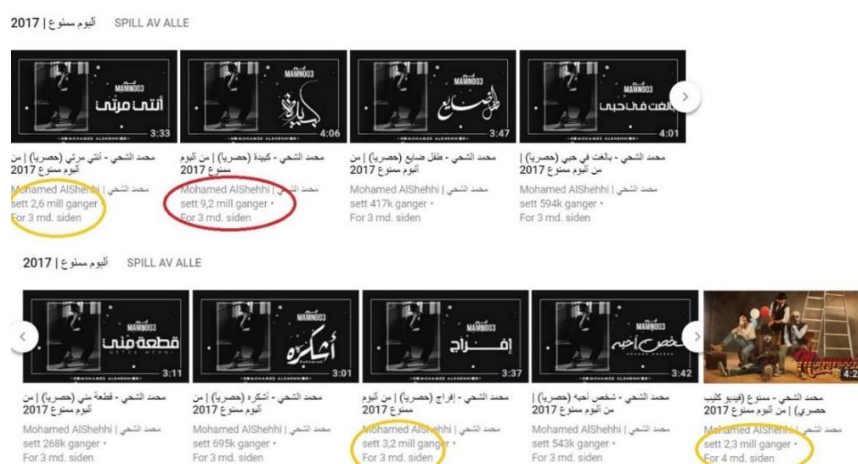 ألبوم ممنوع | 2017 SPILL AV ALLE
MAMNO03
أنتي مرتي
3:33
MAMNO03
كبيدة
4:06
MAMNO03
طفل ضايع
3:47
MAMNO03
بالغت في حبي
4:01
محمد الشحي - أنتي مرتي (حصرياً) | من
ألبوم ممنوع 2017
Mohamed AlShehhi | محمد الشحي
sett 2,6 mill ganger •
For 3 md. siden
محمد الشحي - كبيدة (حصرياً) | من ألبوم
ممنوع 2017
Mohamed AlShehhi | محمد الشحي
sett 9,2 mill ganger •
For 3 md. siden
محمد الشحي - طفل ضايع (حصرياً) | من
ألبوم ممنوع 2017
Mohamed AlShehhi | محمد الشحي
sett 417k ganger •
For 3 md. siden
محمد الشحي - بالغت في حبي (حصرياً) |
من ألبوم ممنوع 2017
Mohamed AlShehhi | محمد الشحي
sett 594k ganger •
For 3 md. siden
ألبوم ممنوع | 2017 SPILL AV ALLE
MAMNO03
قطعة مني
3:11
MAMNO03
أشكره
3:01
MAMNO03
إفراج
3:37
MAMNO03
شخص أحبه
3:42
محمد الشحي - قطعة مني (حصرياً) | من
ألبوم ممنوع 2017
Mohamed AlShehhi | محمد الشحي
sett 268k ganger •
For 3 md. siden
محمد الشحي - أشكره (حصرياً) | من
ألبوم ممنوع 2017
Mohamed AlShehhi | محمد الشحي
sett 695k ganger •
For 3 md. siden
محمد الشحي - إفراج (حصرياً) | من ألبوم
ممنوع 2017
Mohamed AlShehhi | محمد الشحي
sett 3,2 mill ganger •
For 3 md. siden
محمد الشحي - شخص أحبه (حصرياً) |
من ألبوم ممنوع 2017
Mohamed AlShehhi | محمد الشحي
sett 543k ganger •
For 3 md. siden
محمد الشحي - ممنوع (فيديو كليب
حصري) | من ألبوم ممنوع 2017
Mohamed AlShehhi | محمد الشحي
sett 2,3 mill ganger •
For 4 md. siden